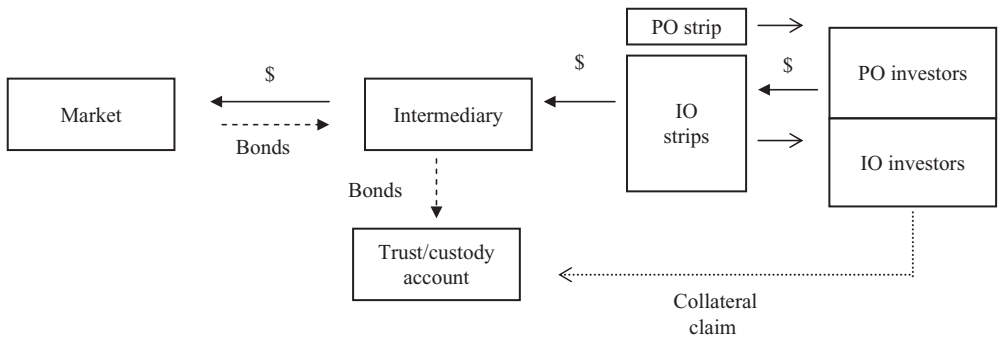 PO strip
$
$
$
PO investors
Market
Intermediary
IO
strips
Bonds
IO investors
Bonds
Trust/custody
account
Collateral
claim